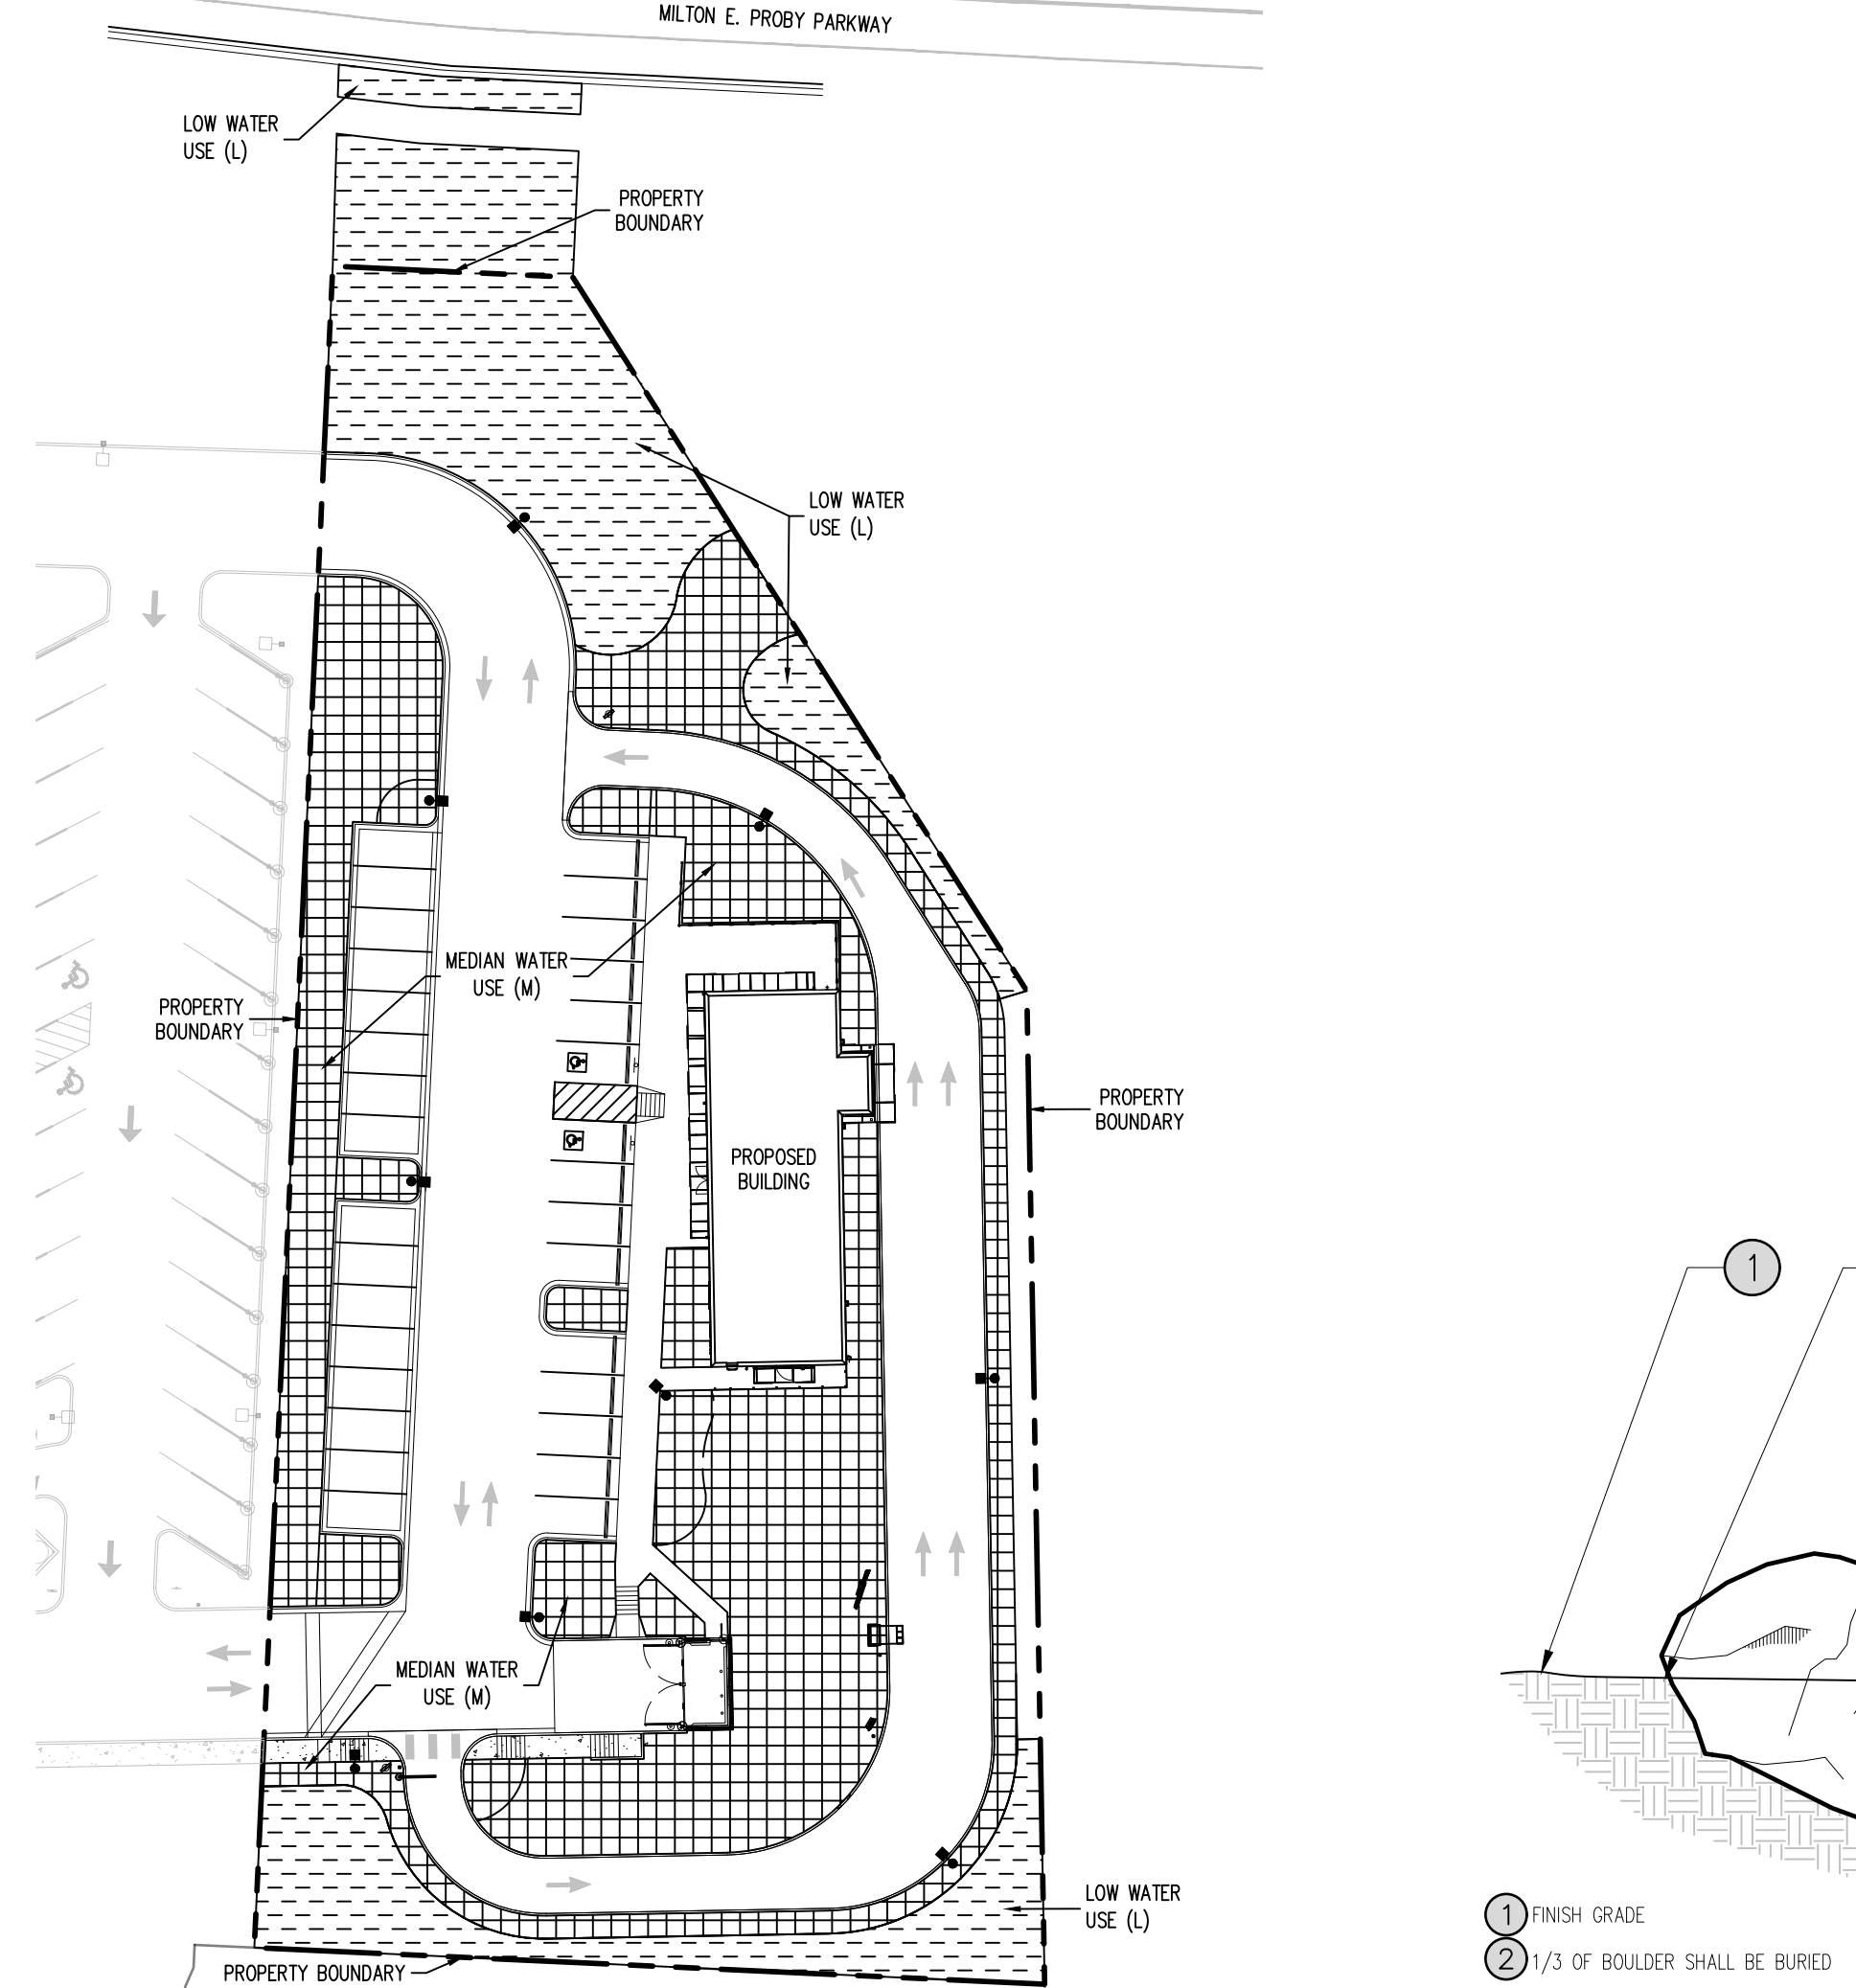 MILTON E. PROBY PARKWAY
LOW WATER
USE (L)
PROPERTY
BOUNDARY
LOW WATER
USE (L)
MEDIAN WATER
USE (M)
PROPERTY
BOUNDARY
PROPERTY
BOUNDARY
PROPOSED
BUILDING
1
MEDIAN WATER
USE (M)
LOW WATER
USE (L)
PROPERTY BOUNDARY
1 FINISH GRADE
2 1/3 OF BOULDER SHALL BE BURIED